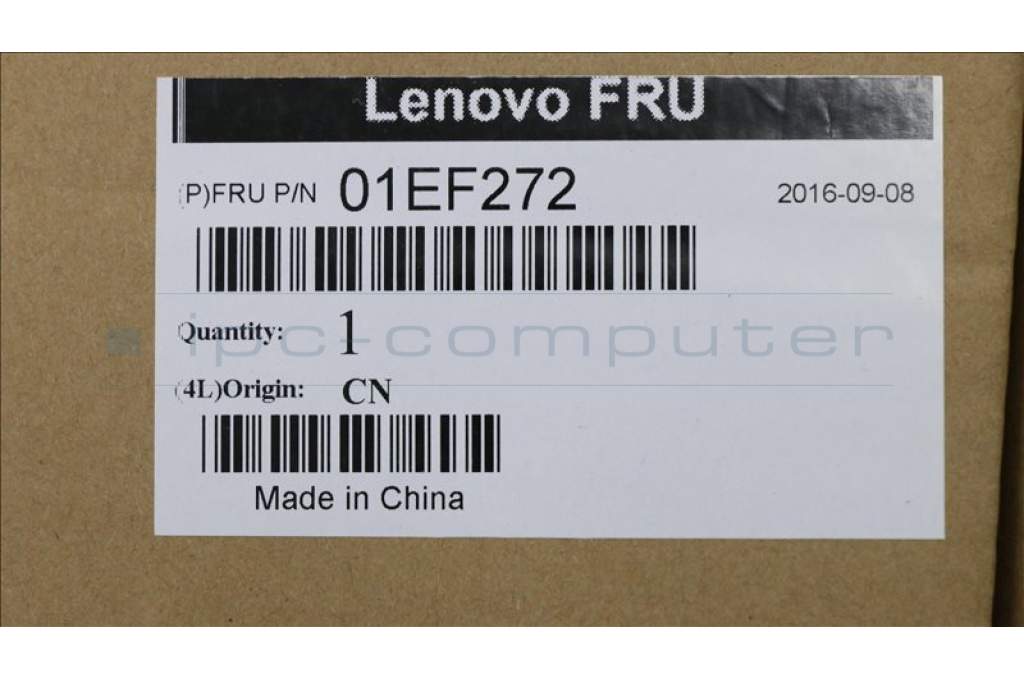 Lenovo FRU
(P)FRU P/N 01EF272 2016-09-08
Quantity: 1
ipc-computer
(4L)Origin: CN
Made in China